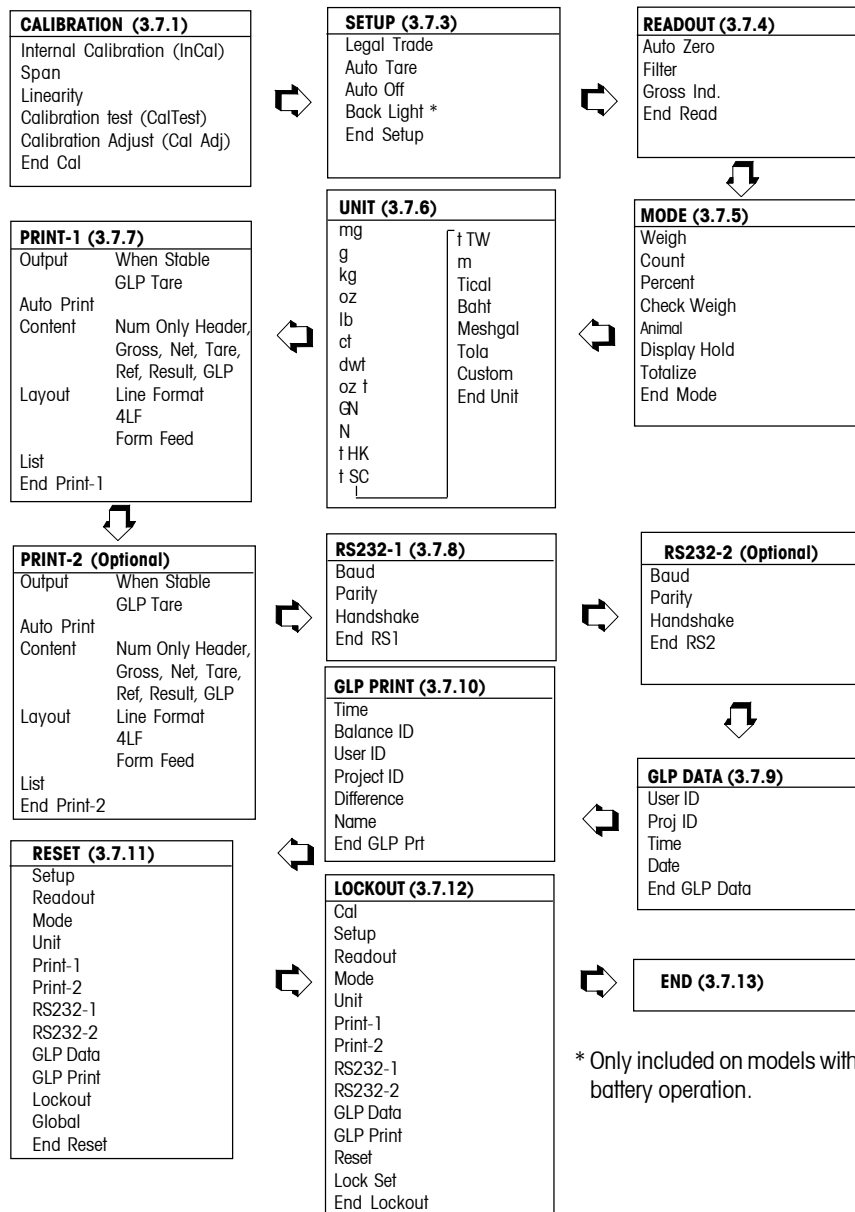 CALIBRATION (3.7.1)
Internal Calibration (InCal)
Span
Linearity
Calibration test (CalTest)
Calibration Adjust (Cal Adj)
End Cal
SETUP (3.7.3)
Legal Trade
Auto Tare
Auto Off
Back Light *
End Setup
READOUT (3.7.4)
Auto Zero
Filter
Gross Ind.
End Read
MODE (3.7.5)
Weigh
Count
Percent
Check Weigh
Animal
Display Hold
Totalize
End Mode
UNIT (3.7.6)
mg
g
kg
oz
lb
ct
dwt
oz t
GN
N
t HK
t SC
t TW
m
Tical
Baht
Meshgal
Tola
Custom
End Unit
PRINT-1 (3.7.7)
Output When Stable
GLP Tare
Auto Print
Content Num Only Header,
Gross, Net, Tare,
Ref, Result, GLP
Layout Line Format
4LF
Form Feed
List
End Print-1
PRINT-2 (Optional)
Output When Stable
GLP Tare
Auto Print
Content Num Only Header,
Gross, Net, Tare,
Ref, Result, GLP
Layout Line Format
4LF
Form Feed
List
End Print-2
RS232-1 (3.7.8)
Baud
Parity
Handshake
End RS1
RS232-2 (Optional)
Baud
Parity
Handshake
End RS2
GLP DATA (3.7.9)
User ID
Proj ID
Time
Date
End GLP Data
GLP PRINT (3.7.10)
Time
Balance ID
User ID
Project ID
Difference
Name
End GLP Prt
RESET (3.7.11)
Setup
Readout
Mode
Unit
Print-1
Print-2
RS232-1
RS232-2
GLP Data
GLP Print
Lockout
Global
End Reset
LOCKOUT (3.7.12)
Cal
Setup
Readout
Mode
Unit
Print-1
Print-2
RS232-1
RS232-2
GLP Data
GLP Print
Reset
Lock Set
End Lockout
END (3.7.13)
* Only included on models with
battery operation.